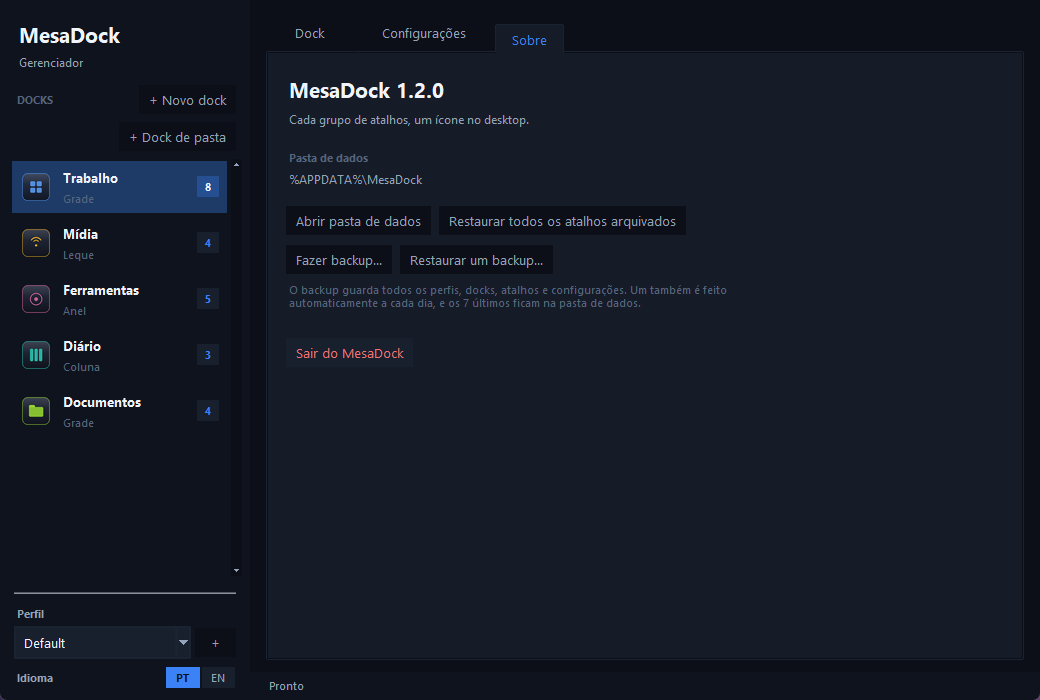 MesaDock
Gerenciador
DOCKS
+ Novo dock
+ Dock de pasta
Trabalho
8
Grade
Mídia
4
Leque
Ferramentas
5
Anel
Diário
3
Coluna
Documentos
4
Grade
Perfil
Default
+
Idioma
PT
EN
Dock
Configurações
Sobre
MesaDock 1.2.0
Cada grupo de atalhos, um ícone no desktop.
Pasta de dados
%APPDATA%\MesaDock
Abrir pasta de dados
Restaurar todos os atalhos arquivados
Fazer backup...
Restaurar um backup...
O backup guarda todos os perfis, docks, atalhos e configurações. Um também é feito
automaticamente a cada dia, e os 7 últimos ficam na pasta de dados.
Sair do MesaDock
Pronto